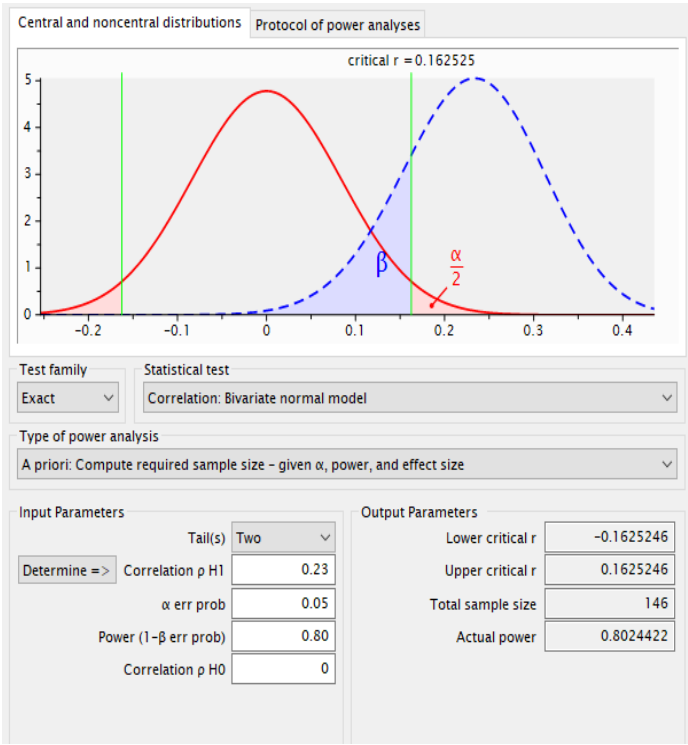 Central and noncentral distributions Protocol of power analyses
critical r = 0.162525
5
4
3
2
1
0
β
α
2
-0.2 -0.1 0 0.1 0.2 0.3 0.4
Test family Statistical test
Exact Correlation: Bivariate normal model
Type of power analysis
A priori: Compute required sample size – given α, power, and effect size
Input Parameters
Tail(s) Two
Determine => Correlation ρ H1 0.23
α err prob 0.05
Power (1-β err prob) 0.80
Correlation ρ H0 0
Output Parameters
Lower critical r -0.1625246
Upper critical r 0.1625246
Total sample size 146
Actual power 0.8024422